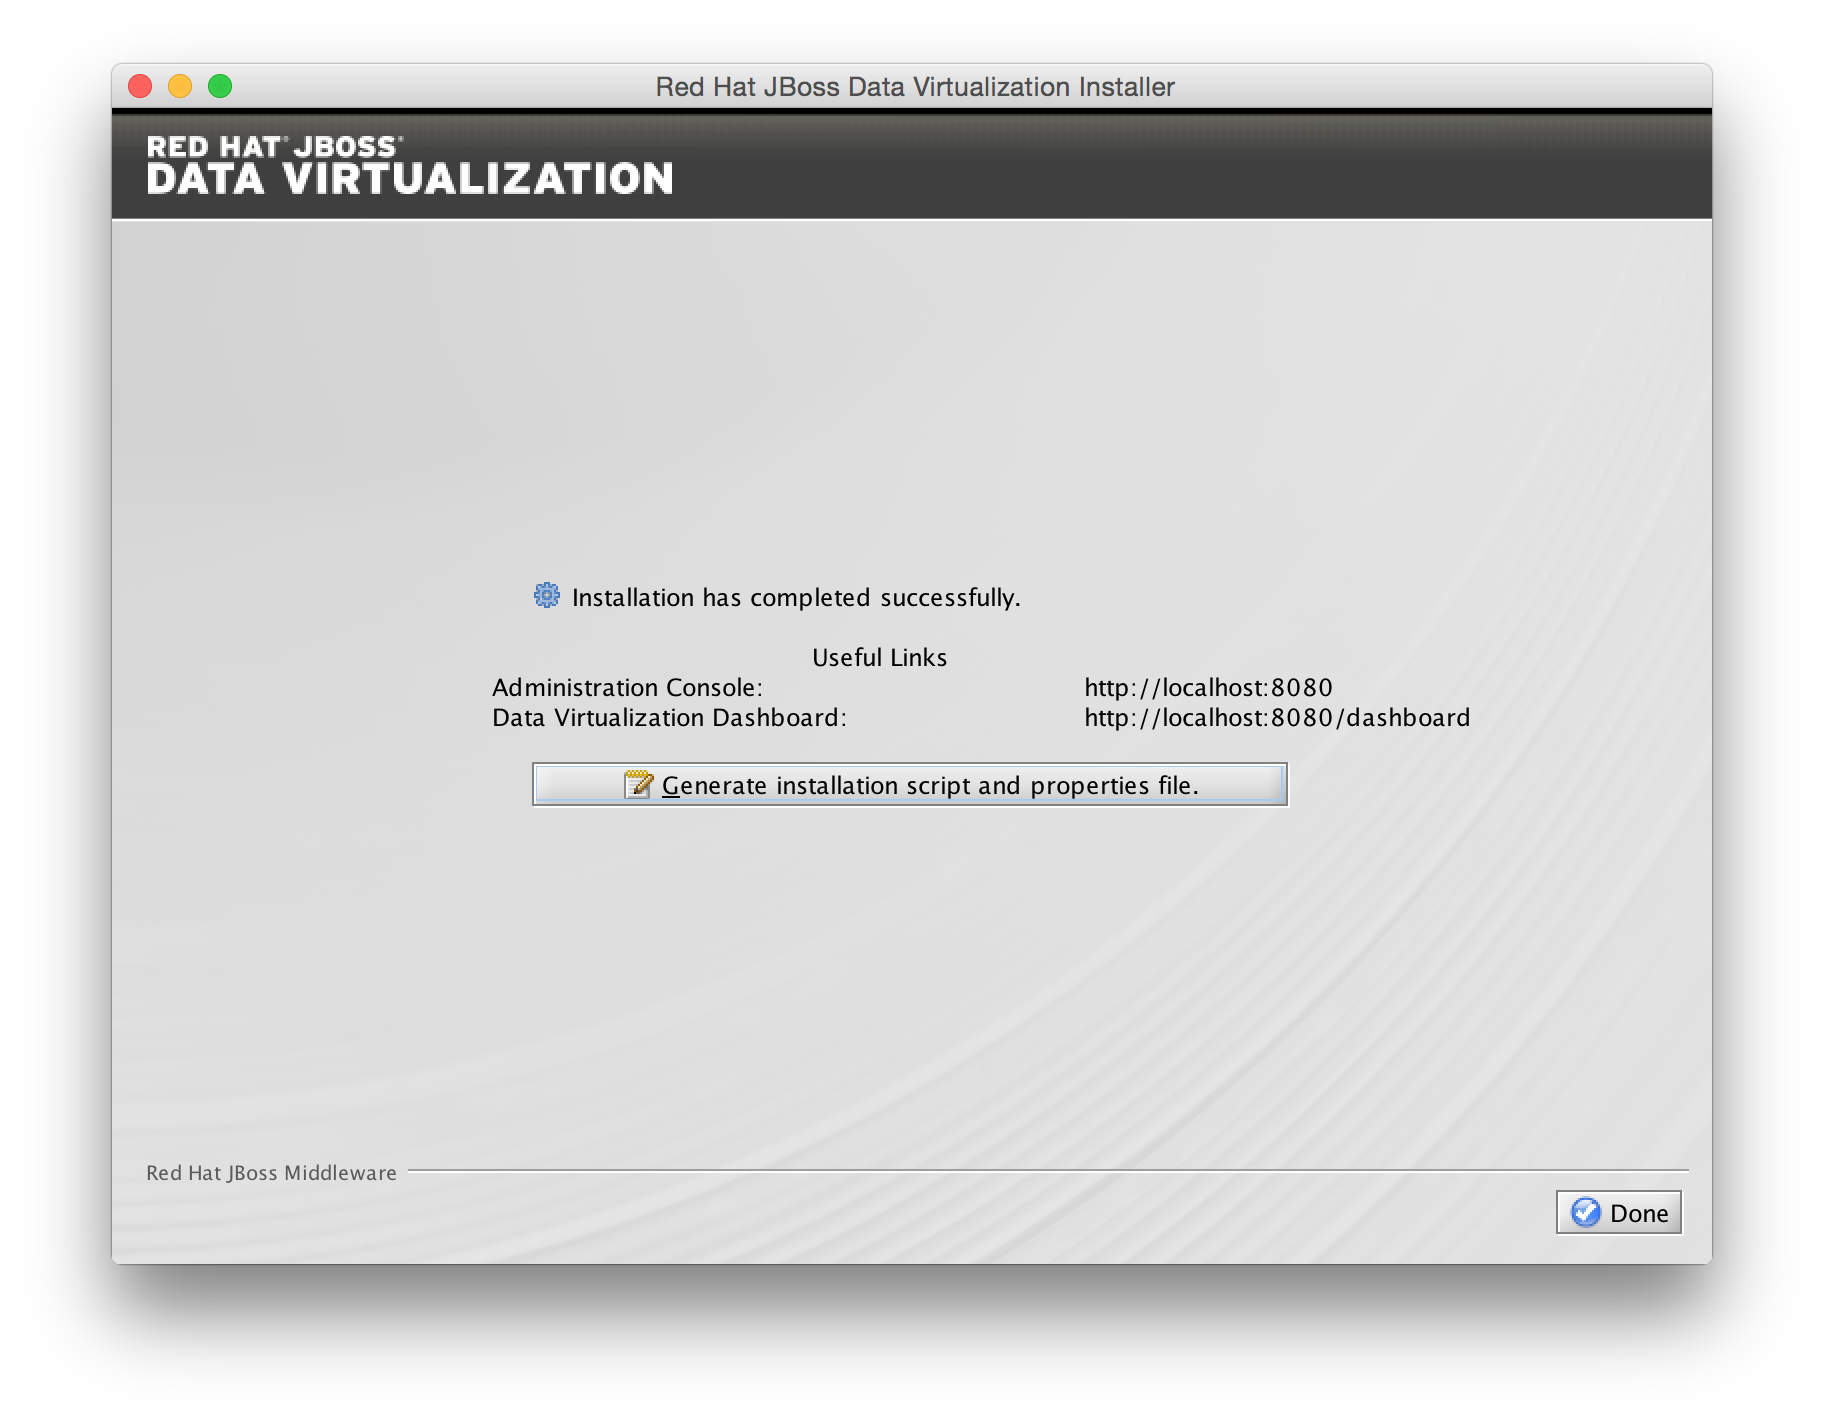 Red Hat JBoss Data Virtualization Installer
RED HAT® JBOSS®
DATA VIRTUALIZATION
Installation has completed successfully.
Useful Links
Administration Console: http://localhost:8080
Data Virtualization Dashboard: http://localhost:8080/dashboard
Generate installation script and properties file.
Red Hat JBoss Middleware
Done